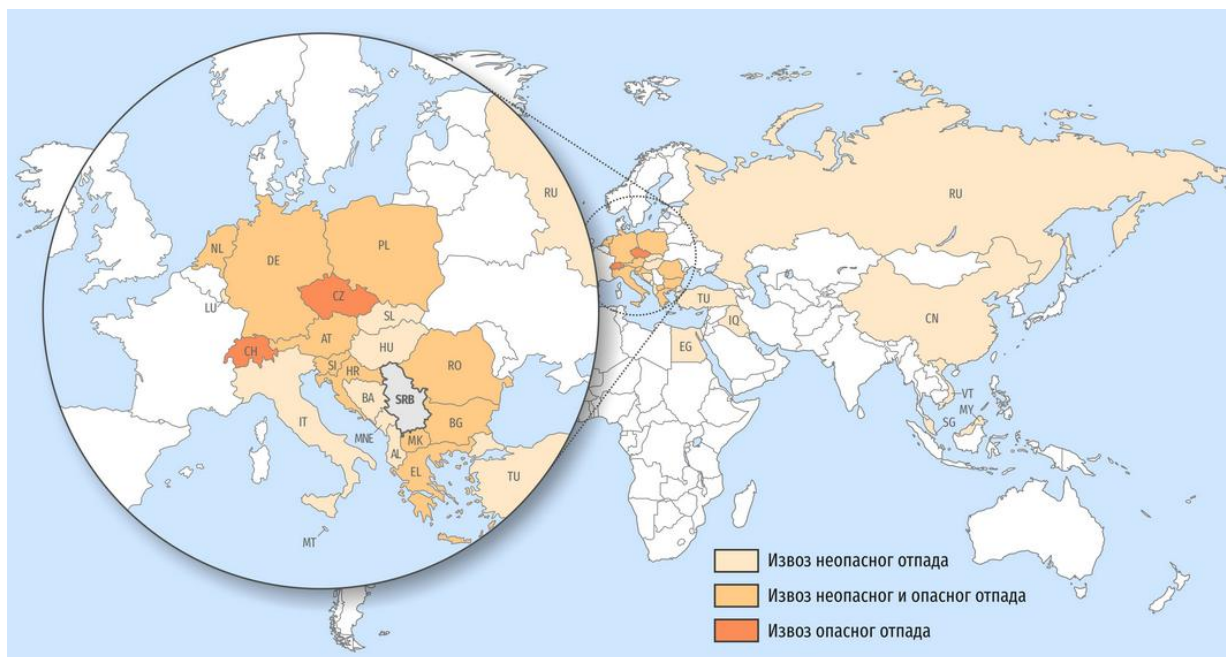 RU
NL
DE
PL
LU
CZ
SL
CH
AT
HU
SI
HR
RO
BA
SRB
IT
MNE
BG
MK
AL
EL
TU
MT
RU
TU
IQ
EG
CN
VT
MY
SG
Извоз неопасног отпада
Извоз неопасног и опасног отпада
Извоз опасног отпада